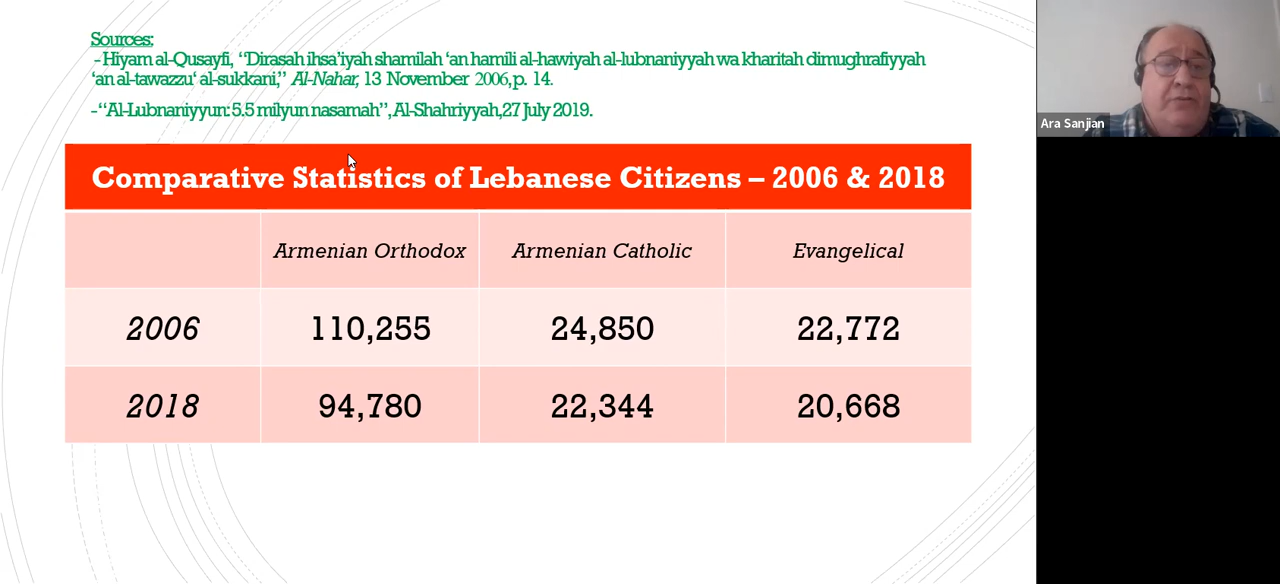 Sources:
- Hiyam al-Qusayfi, “Dirasah ihsa’iyah shamilah ‘an hamili al-hawiyah al-lubnaniyyah wa kharitah dimughrafiyyah
‘an al-tawazzu‘ al-sukkani,” Al-Nahar, 13 November 2006, p. 14.
-“Al-Lubnaniyyun: 5.5 milyun nasamah”, Al-Shahriyyah, 27 July 2019.
Comparative Statistics of Lebanese Citizens – 2006 & 2018
Armenian Orthodox Armenian Catholic Evangelical
2006 110,255 24,850 22,772
2018 94,780 22,344 20,668
Ara Sanjian